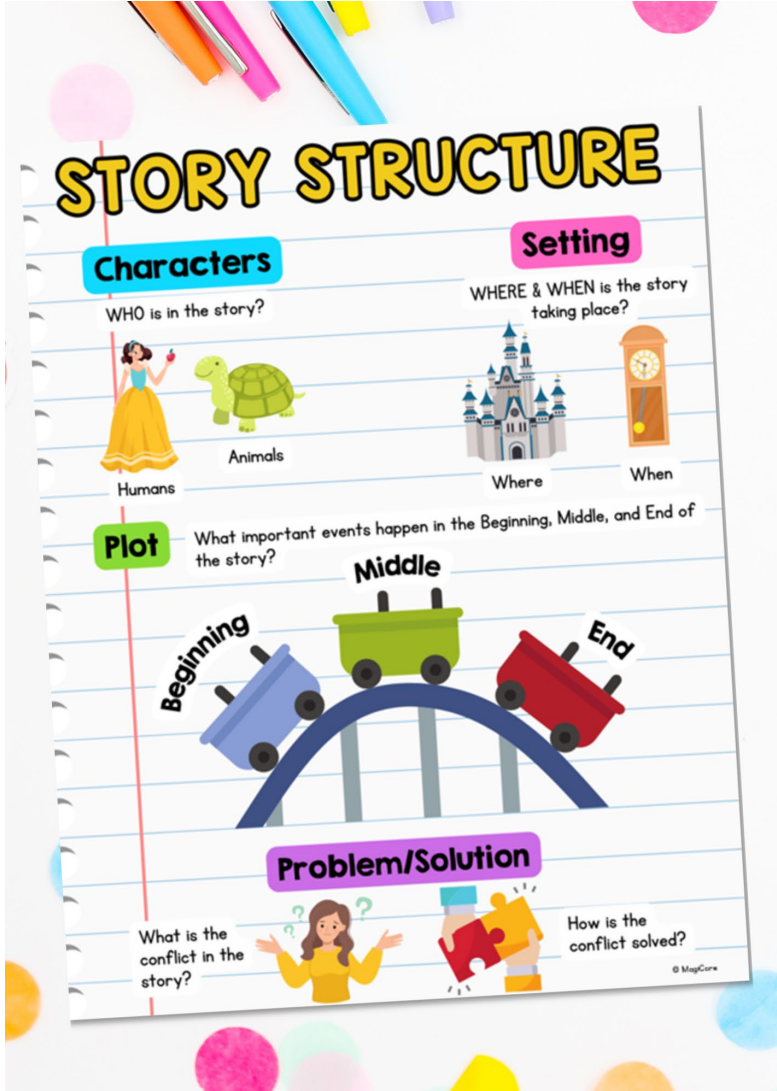 STORY STRUCTURE
Characters
WHO is in the story?
Humans
Animals
Setting
WHERE & WHEN is the story
taking place?
Where
When
Plot
What important events happen in the Beginning, Middle, and End of
the story?
Beginning
Middle
End
Problem/Solution
What is the
conflict in the
story?
How is the
conflict solved?
© MagiCore